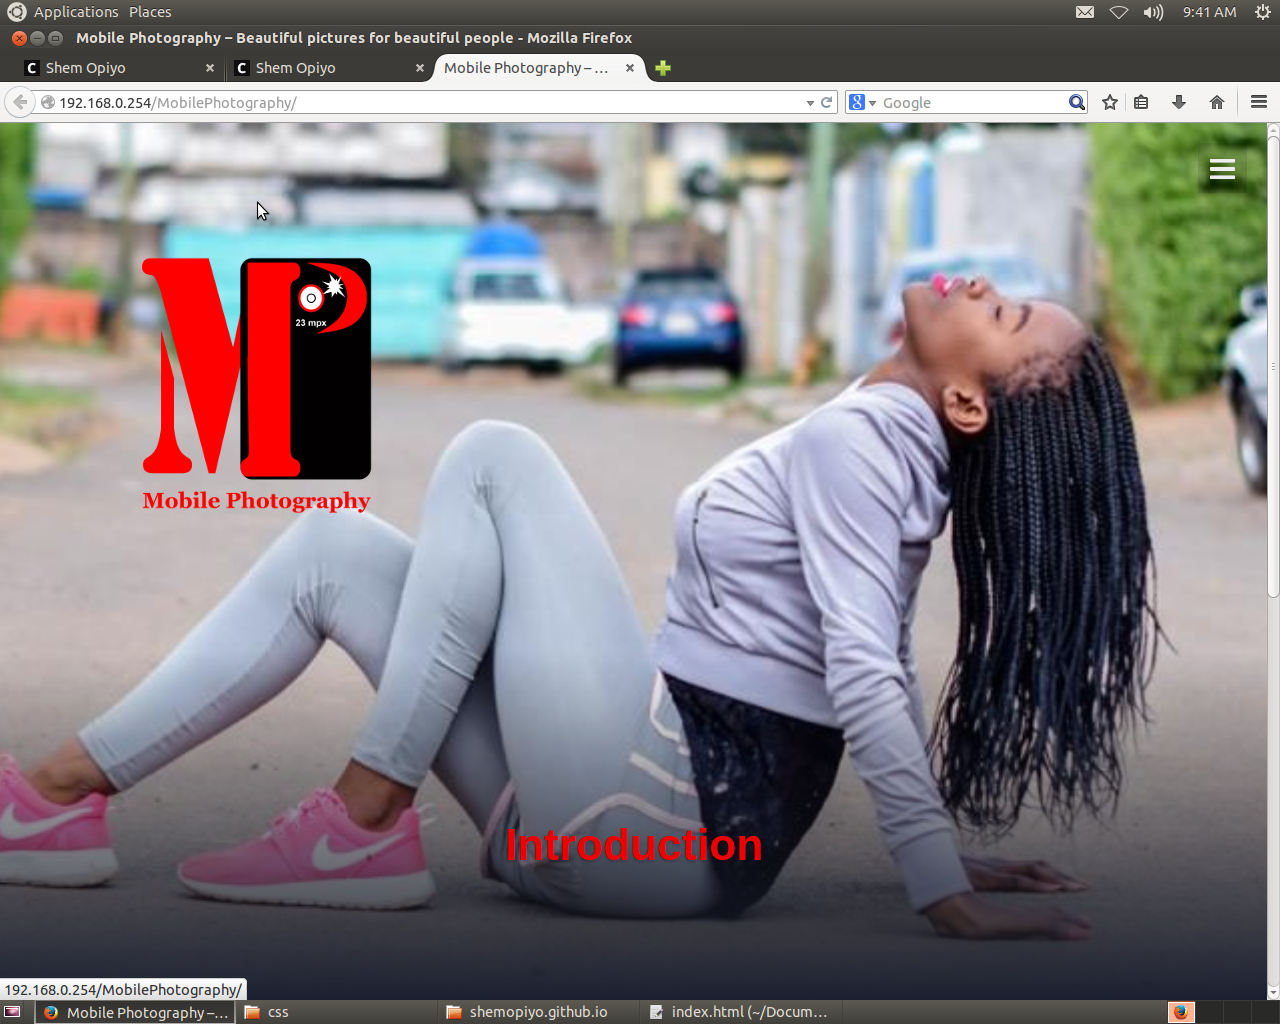 Applications Places 9:41 AM
Mobile Photography – Beautiful pictures for beautiful people - Mozilla Firefox
C Shem Opiyo C Shem Opiyo Mobile Photography – ...
192.168.0.254/MobilePhotography/ 8 Google
MP
23 mpx
Mobile Photography
Introduction
192.168.0.254/MobilePhotography/
Mobile Photography –... css shemopiyo.github.io index.html (~/Docum...